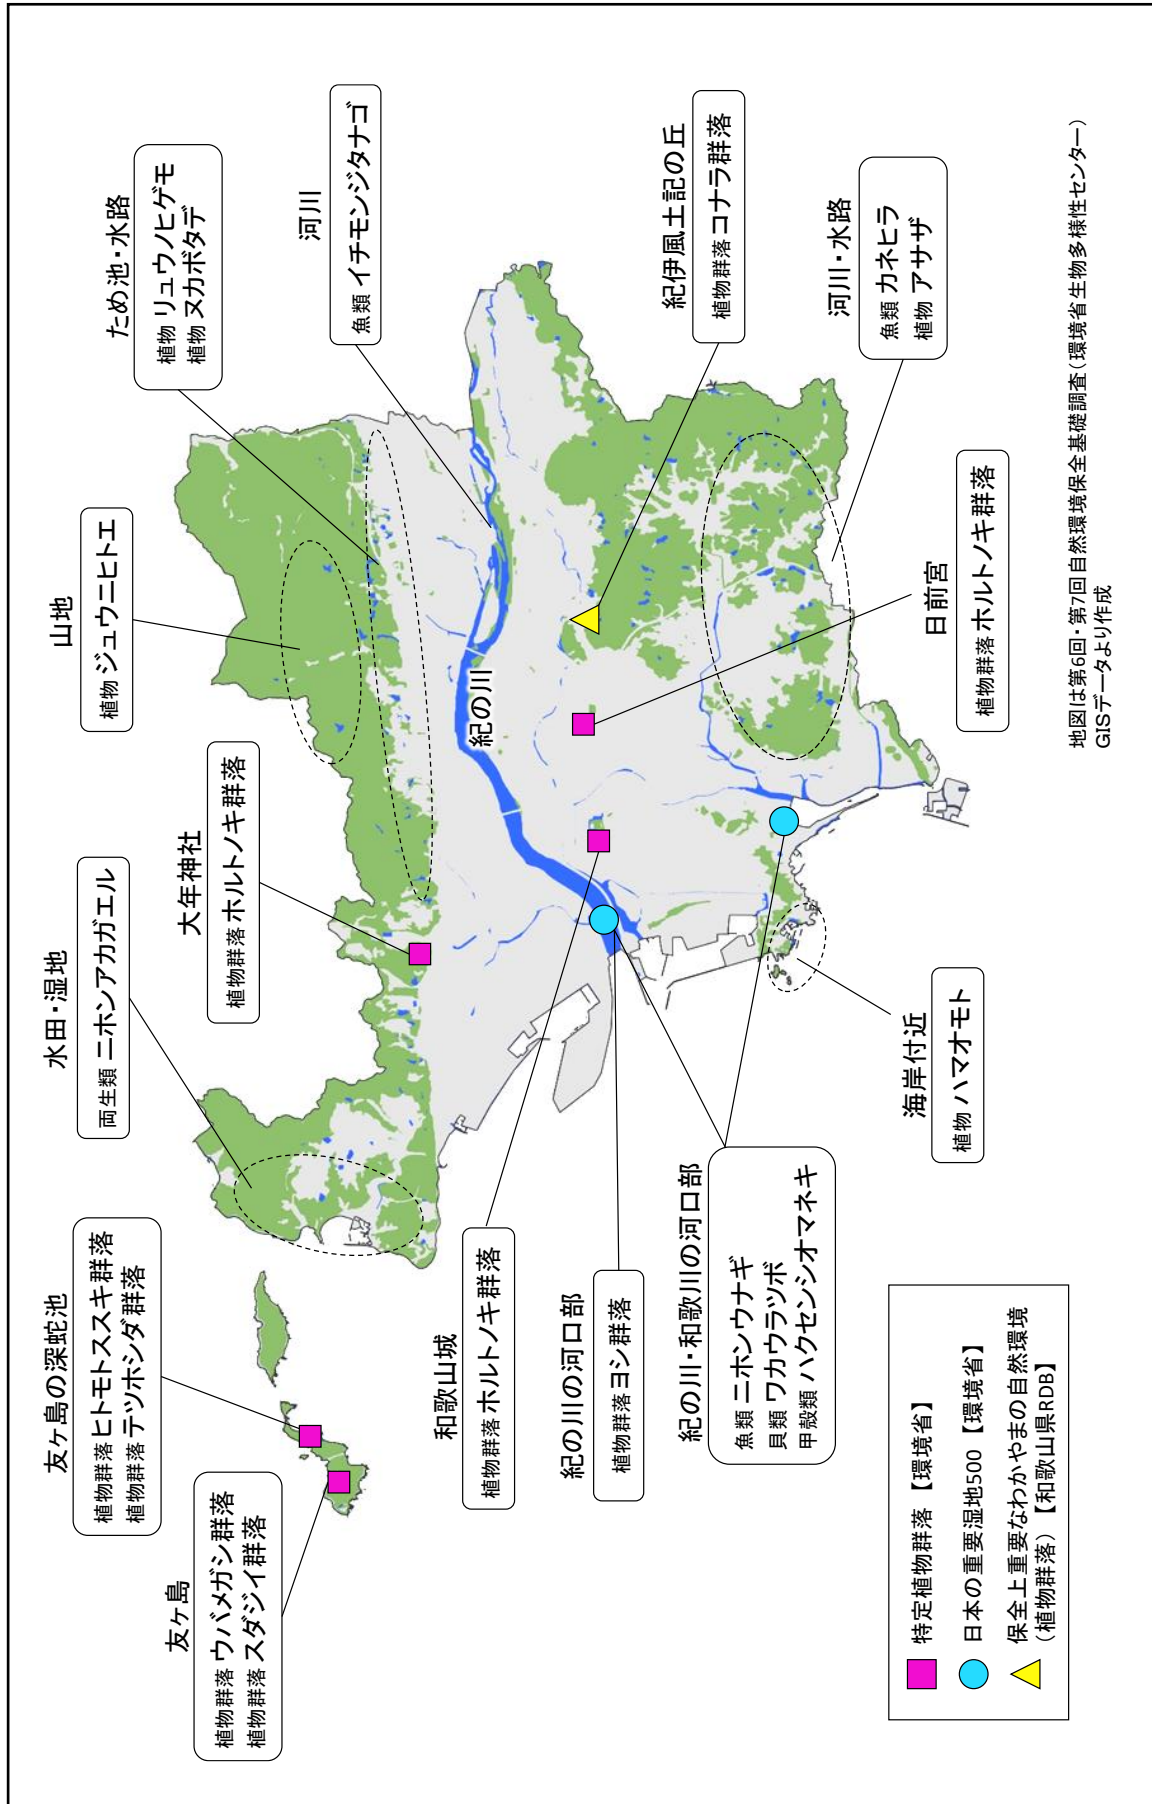 友ヶ島
植物群落 ウバメガシ群落
植物群落 スダジイ群落
友ヶ島の深蛇池
植物群落 ヒトモトススキ群落
植物群落 テツホシダ群落
水田・湿地
両生類 ニホンアカガエル
大年神社
植物群落 ホルトノキ群落
山地
植物 ジュウニヒトエ
ため池・水路
植物 リュウノヒゲモ
植物 ヌカボタデ
河川
魚類 イチモンジタナゴ
紀の川
和歌山城
植物群落 ホルトノキ群落
紀の川の河口部
植物群落 ヨシ群落
紀の川・和歌川の河口部
魚類 ニホンウナギ
貝類 ワカウラツボ
甲殻類 ハクセンシオマネキ
海岸付近
植物 ハマオモト
日前宮
植物群落 ホルトノキ群落
紀伊風土記の丘
植物群落 コナラ群落
河川・水路
魚類 カネヒラ
植物 アサザ
特定植物群落 【環境省】
日本の重要湿地500 【環境省】
保全上重要なわかやまの自然環境
(植物群落) 【和歌山県RDB】
地図は第6回・第7回自然環境保全基礎調査(環境省生物多様性センター)
GISデータより作成